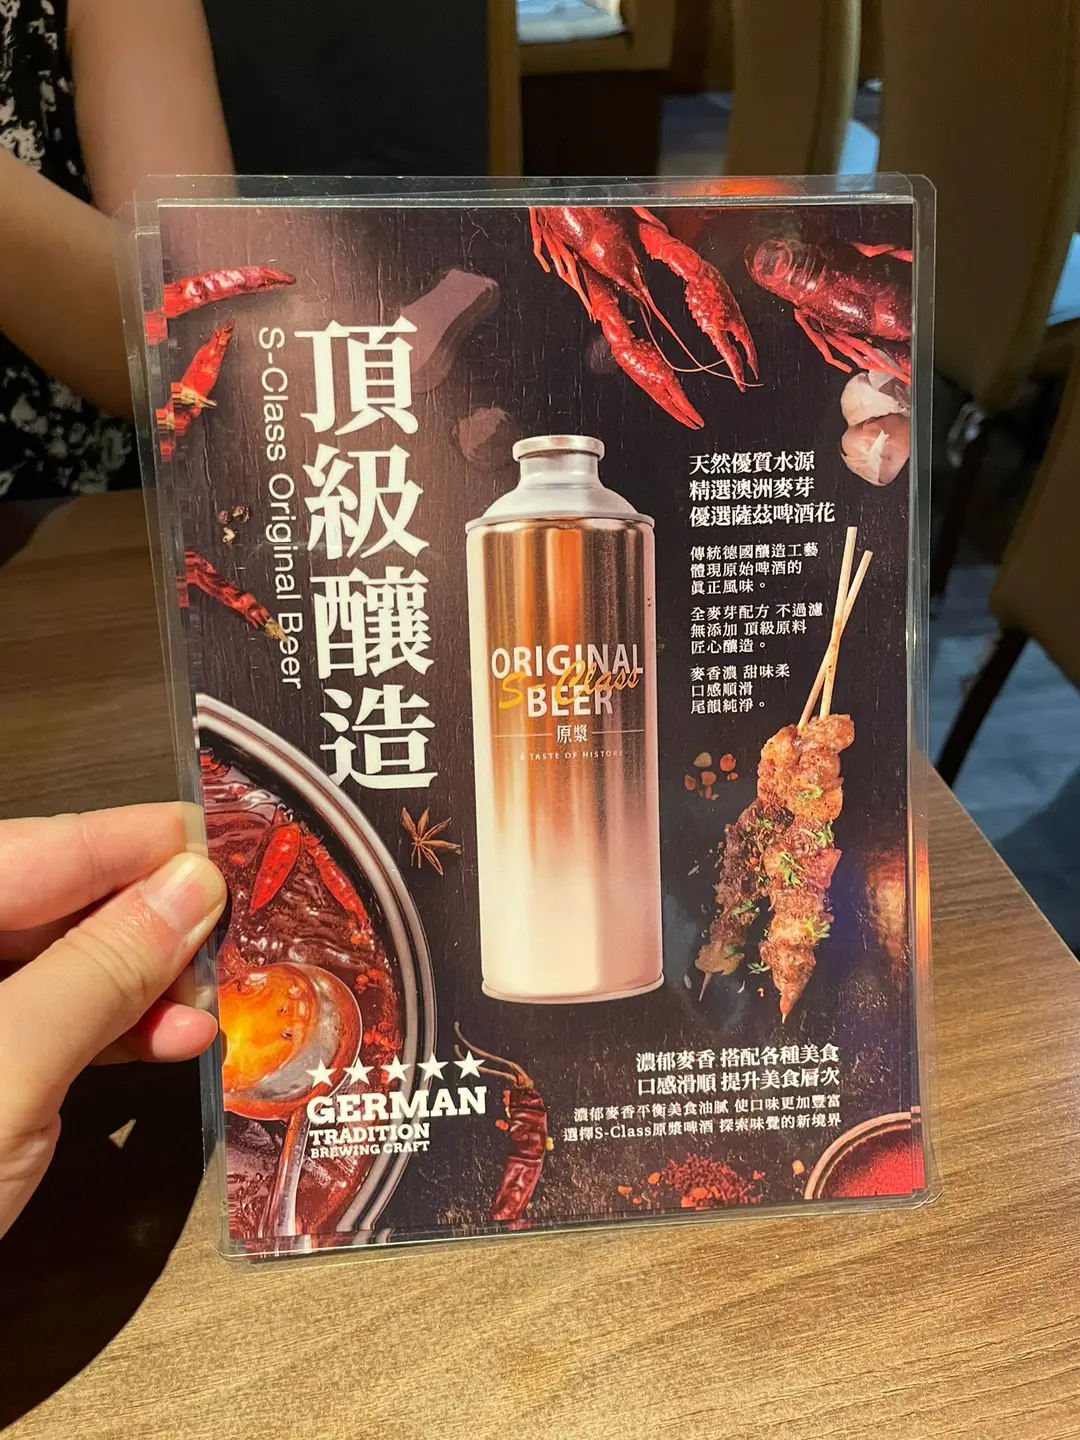 頂級釀造
S-Class Original Beer
天然優質水源
精選澳洲麥芽
優選薩茲啤酒花
傳統德國釀造工藝
體現原始啤酒的
真正風味。
全麥芽配方 不過濾
無添加 頂級原料
匠心釀造。
麥香濃 甜味柔
口感順滑
尾韻純淨。
ORIGINAL
S-Class
BEER
原漿
A TASTE OF HISTORY
GERMAN
TRADITION
BREWING CRAFT
濃郁麥香 搭配各種美食
口感滑順 提升美食層次
濃郁麥香平衡美食油膩 使口味更加豐富
選擇S-Class原漿啤酒 探索味覺的新境界